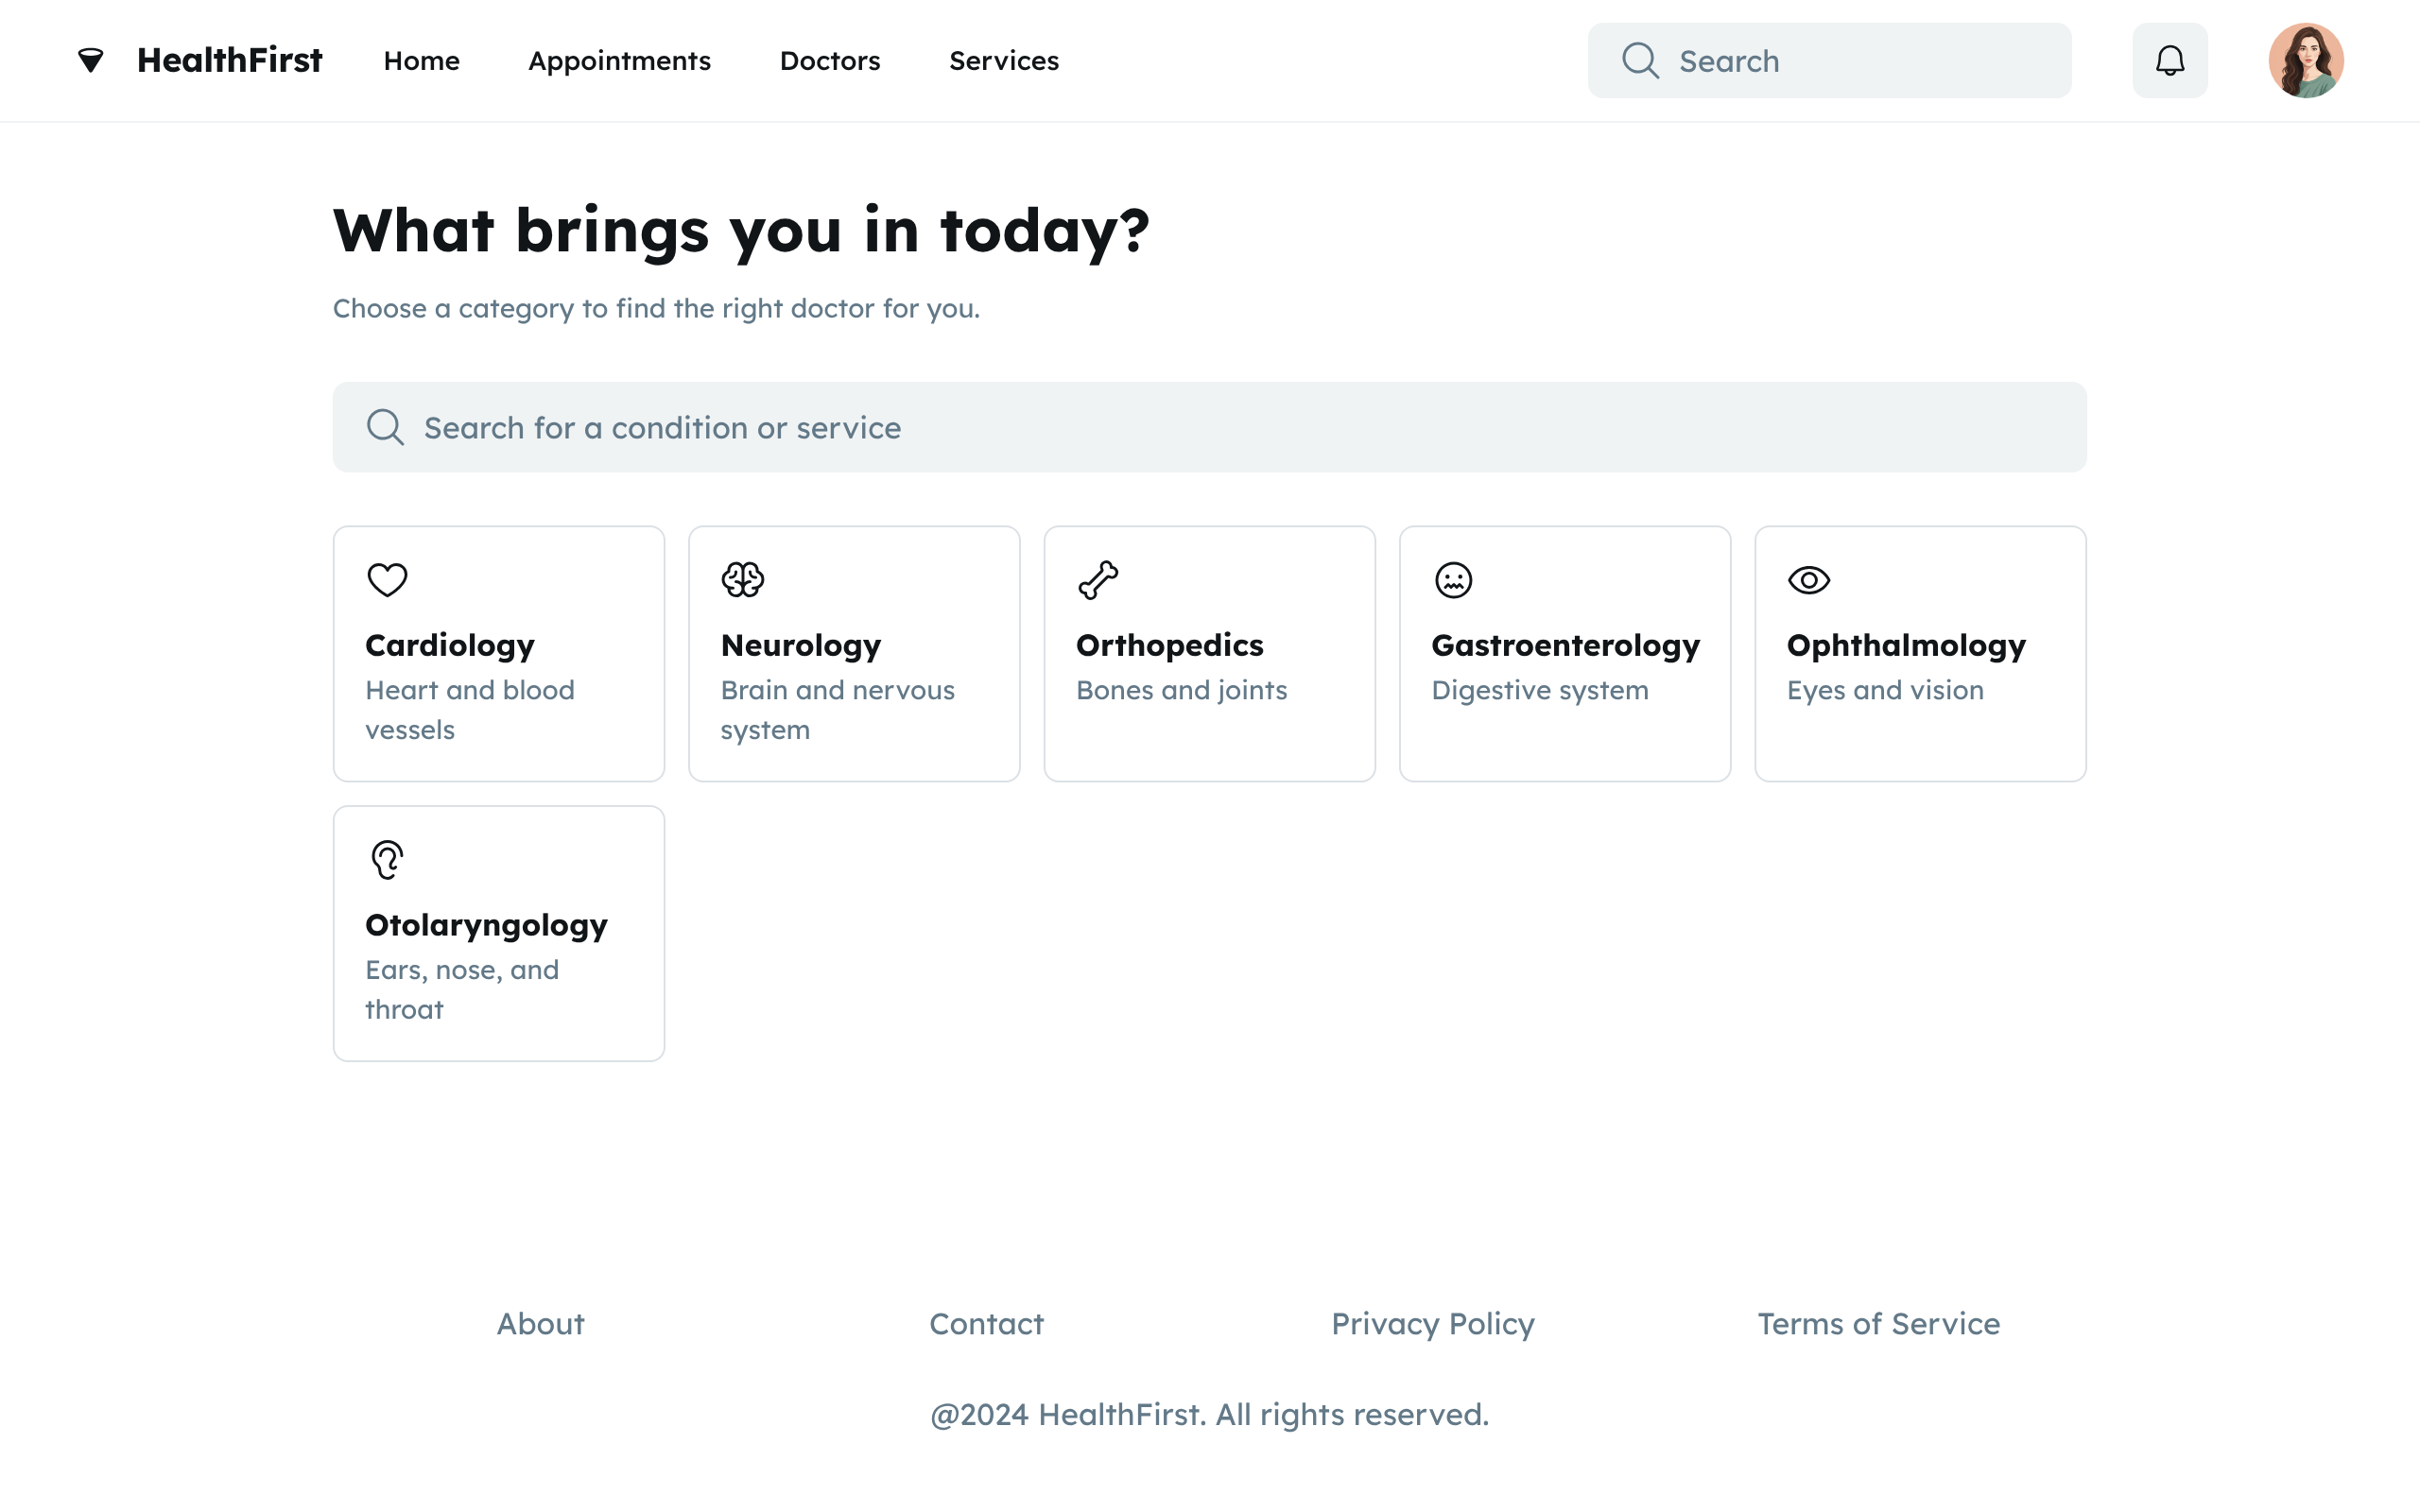 HealthFirst
Home
Appointments
Doctors
Services
Search
What brings you in today?
Choose a category to find the right doctor for you.
Search for a condition or service
Cardiology
Heart and blood
vessels
Neurology
Brain and nervous
system
Orthopedics
Bones and joints
Gastroenterology
Digestive system
Ophthalmology
Eyes and vision
Otolaryngology
Ears, nose, and
throat
About
Contact
Privacy Policy
Terms of Service
@2024 HealthFirst. All rights reserved.